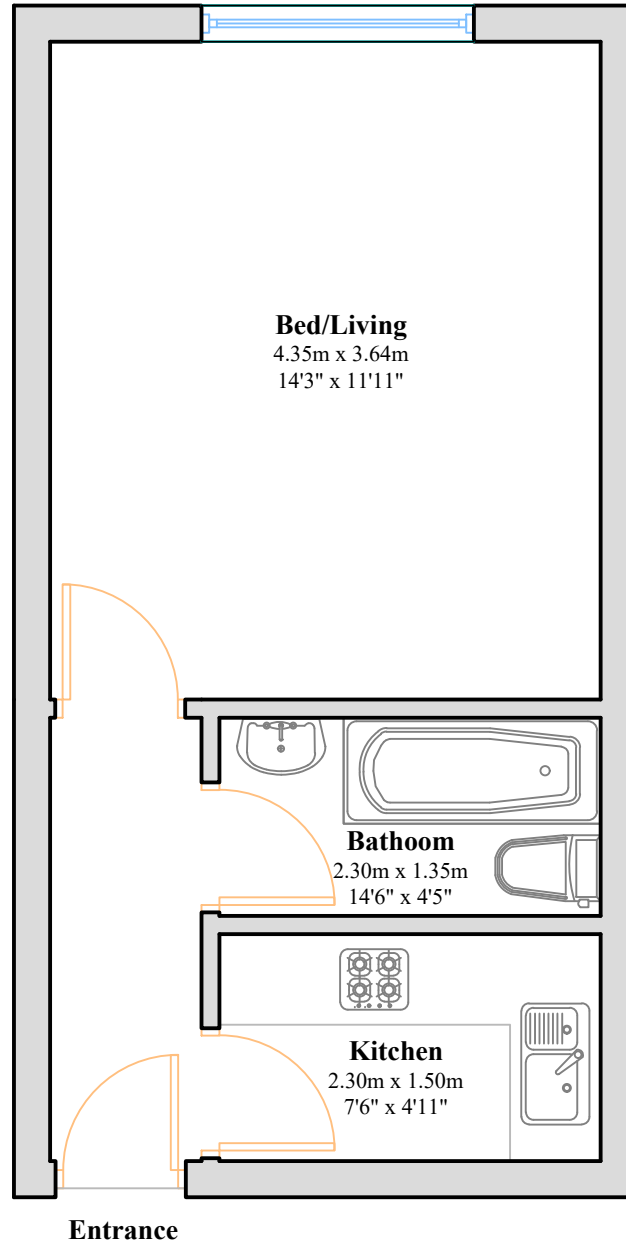 Bed/Living
4.35m x 3.64m
14'3" x 11'11"
Bathoom
2.30m x 1.35m
14'6" x 4'5"
Kitchen
2.30m x 1.50m
7'6" x 4'11"
Entrance